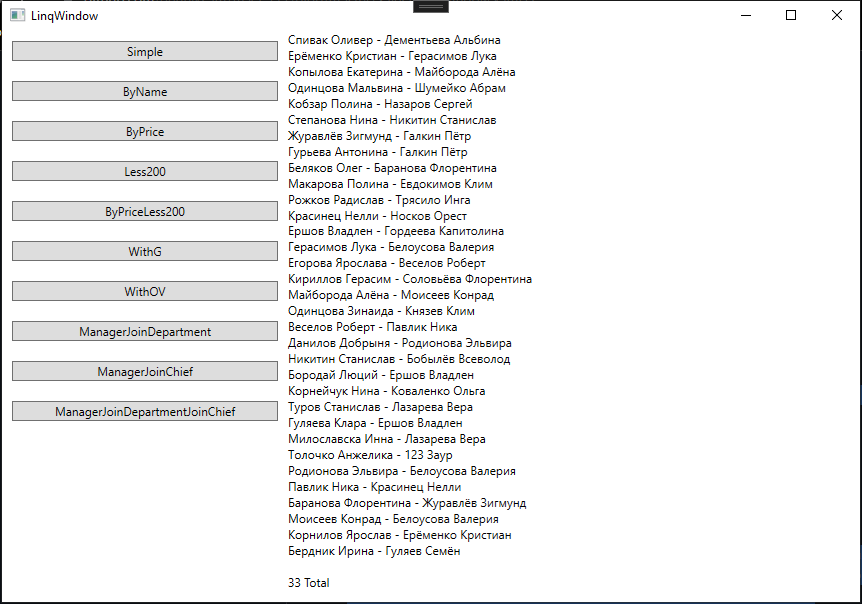 LinqWindow
Simple
ByName
ByPrice
Less200
ByPriceLess200
WithG
WithOV
ManagerJoinDepartment
ManagerJoinChief
ManagerJoinDepartmentJoinChief
Спивак Оливер - Дементьева Альбина
Ерёменко Кристиан - Герасимов Лука
Копылова Екатерина - Майборода Алёна
Одинцова Мальвина - Шумейко Абрам
Кобзар Полина - Назаров Сергей
Степанова Нина - Никитин Станислав
Журавлёв Зигмунд - Галкин Пётр
Гурьева Антонина - Галкин Пётр
Беляков Олег - Баранова Флорентина
Макарова Полина - Евдокимов Клим
Рожков Радислав - Трясило Инга
Красинец Нелли - Носков Орест
Ершов Владлен - Гордеева Капитолина
Герасимов Лука - Белоусова Валерия
Егорова Ярослава - Веселов Роберт
Кириллов Герасим - Соловьёва Флорентина
Майборода Алёна - Моисеев Конрад
Одинцова Зинаида - Князев Клим
Веселов Роберт - Павлик Ника
Данилов Добрыня - Родионова Эльвира
Никитин Станислав - Бобылёв Всеволод
Бородай Люций - Ершов Владлен
Корнейчук Нина - Коваленко Ольга
Туров Станислав - Лазарева Вера
Гуляева Клара - Ершов Владлен
Милославска Инна - Лазарева Вера
Толочко Анжелика - 123 Заур
Родионова Эльвира - Белоусова Валерия
Павлик Ника - Красинец Нелли
Баранова Флорентина - Журавлёв Зигмунд
Моисеев Конрад - Белоусова Валерия
Корнилов Ярослав - Ерёменко Кристиан
Бердник Ирина - Гуляев Семён
33 Total